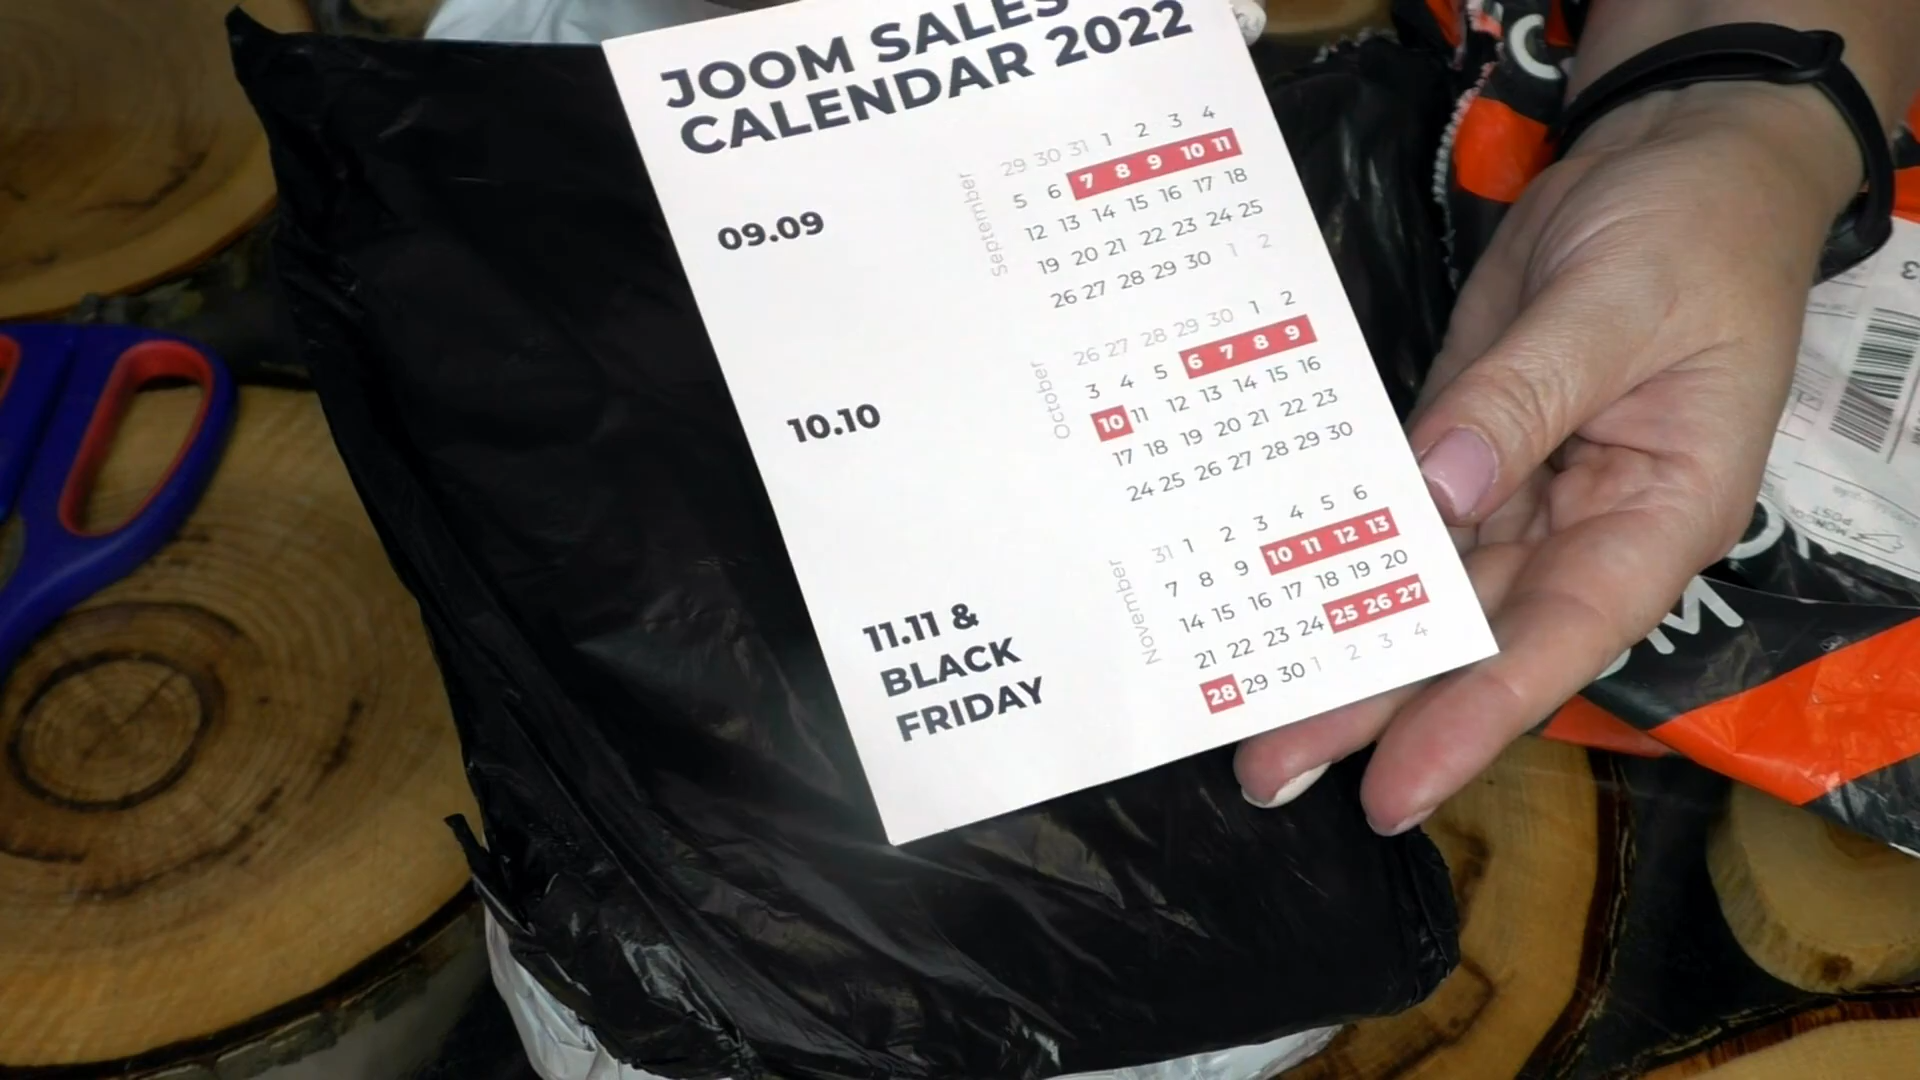 JOOM SALES
CALENDAR 2022
09.09
September
29 30 31 1 2 3 4
5 6 7 8 9 10 11
12 13 14 15 16 17 18
19 20 21 22 23 24 25
26 27 28 29 30 1 2
10.10
October
26 27 28 29 30 1 2
3 4 5 6 7 8 9
10 11 12 13 14 15 16
17 18 19 20 21 22 23
24 25 26 27 28 29 30
11.11 &
BLACK
FRIDAY
November
31 1 2 3 4 5 6
7 8 9 10 11 12 13
14 15 16 17 18 19 20
21 22 23 24 25 26 27
28 29 30 1 2 3 4
MONGOL
POST